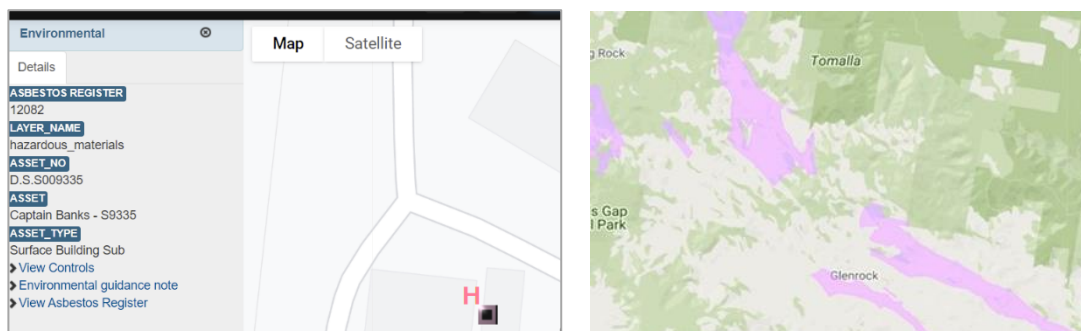 Environmental
Details
ASBESTOS REGISTER
12082
LAYER_NAME
hazardous_materials
ASSET_NO
D.S.S009335
ASSET
Captain Banks - S9335
ASSET_TYPE
Surface Building Sub
View Controls
Environmental guidance note
View Asbestos Register
Map Satellite
H
g Rock
Tomalla
s Gap
l Park
Glenrock